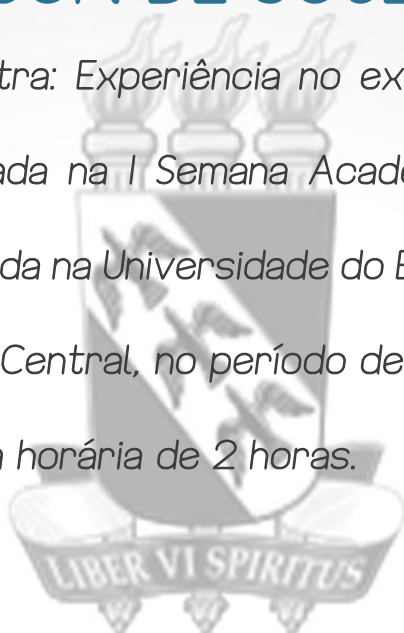 tra: Experiência no ex
ada na I Semana Acad
da na Universidade do E
Central, no período de
a horária de 2 horas.
LIBER VI SPIRITUS